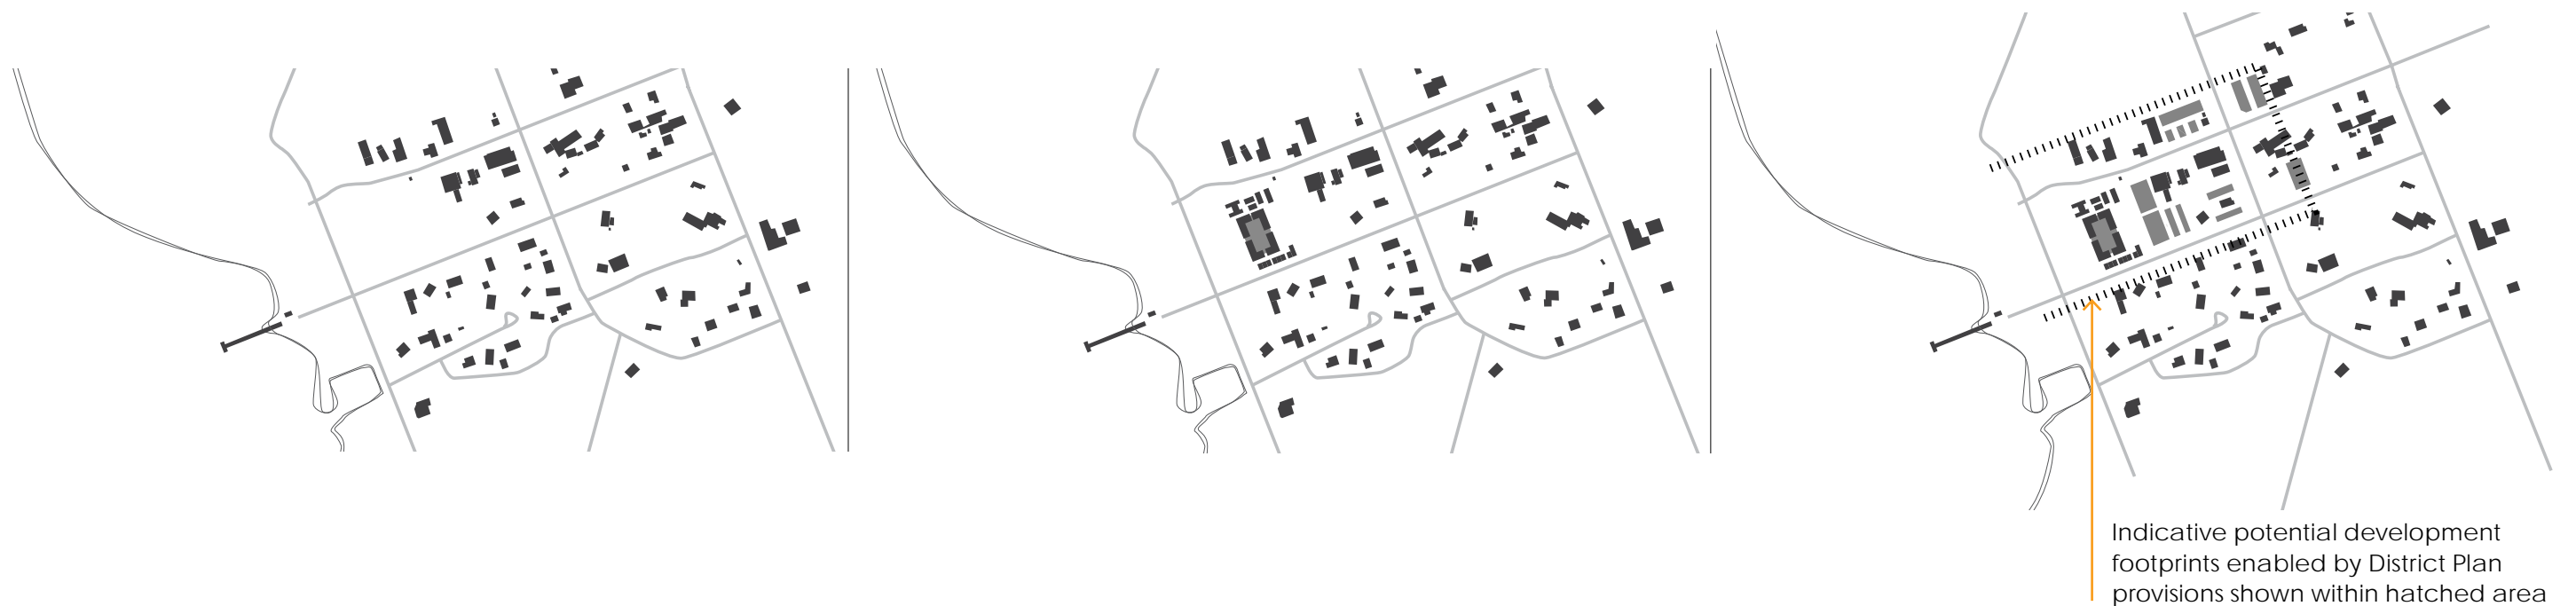 Indicative potential development
footprints enabled by District Plan
provisions shown within hatched area